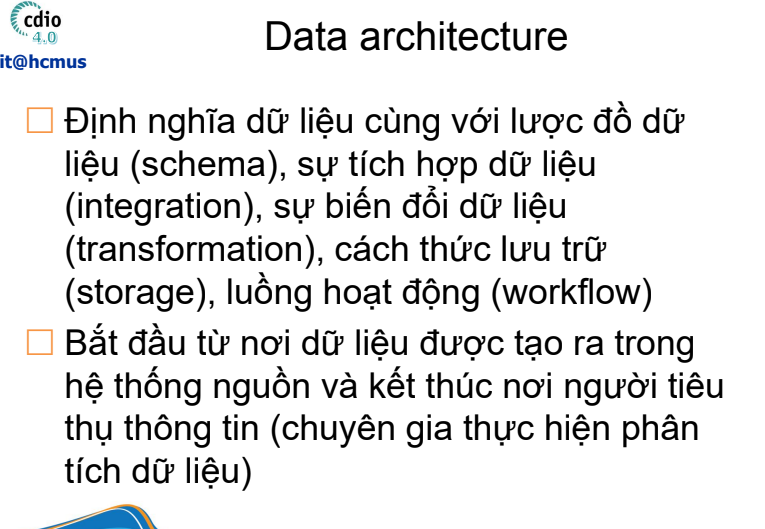 cdio
4.0
it@hcmus
Data architecture
Định nghĩa dữ liệu cùng với lược đồ dữ
liệu (schema), sự tích hợp dữ liệu
(integration), sự biến đổi dữ liệu
(transformation), cách thức lưu trữ
(storage), luồng hoạt động (workflow)
Bắt đầu từ nơi dữ liệu được tạo ra trong
hệ thống nguồn và kết thúc nơi người tiêu
thụ thông tin (chuyên gia thực hiện phân
tích dữ liệu)